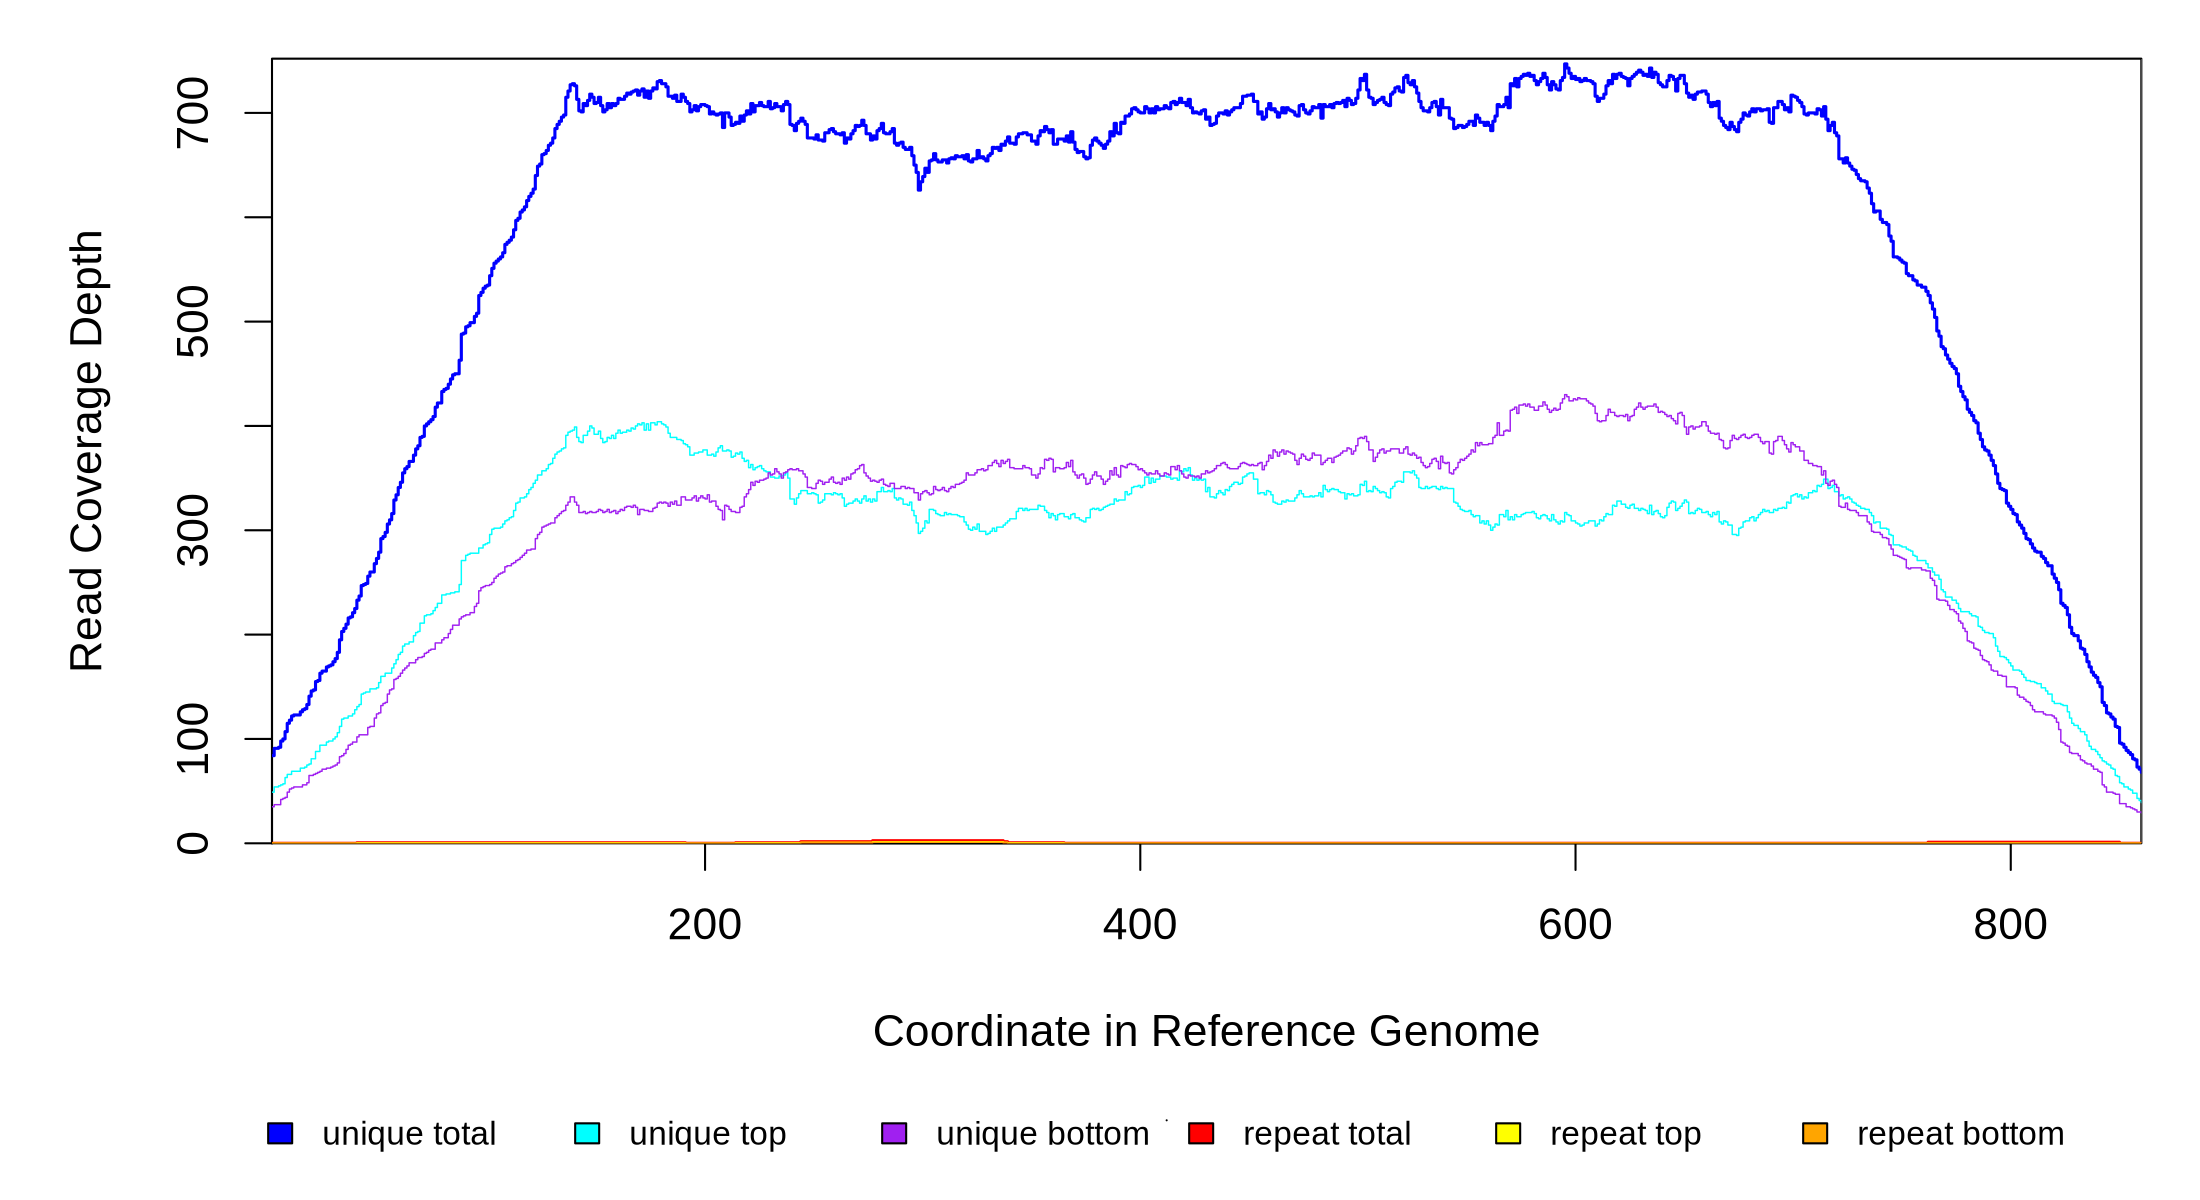 700
500
300
100
0
Read Coverage Depth
200 400 600 800
Coordinate in Reference Genome
unique total unique top unique bottom repeat total repeat top repeat bottom